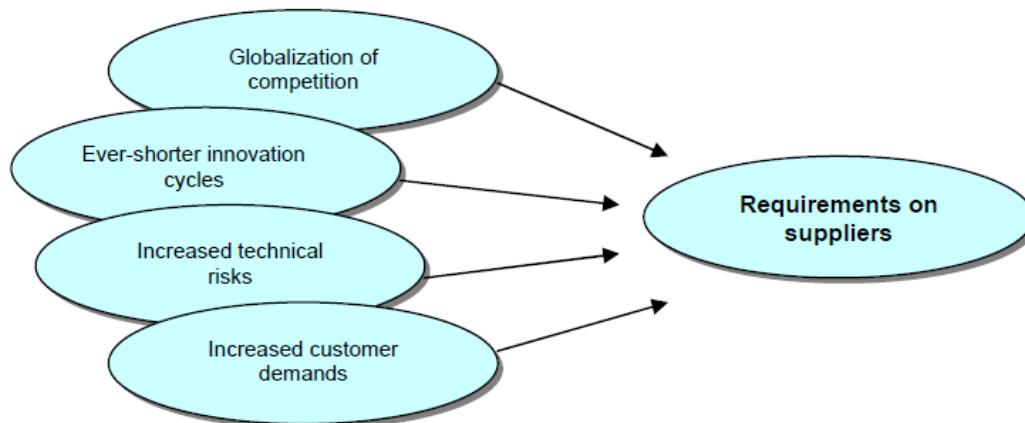 Globalization of
competition
Ever-shorter innovation
cycles
Increased technical
risks
Increased customer
demands
Requirements on
suppliers